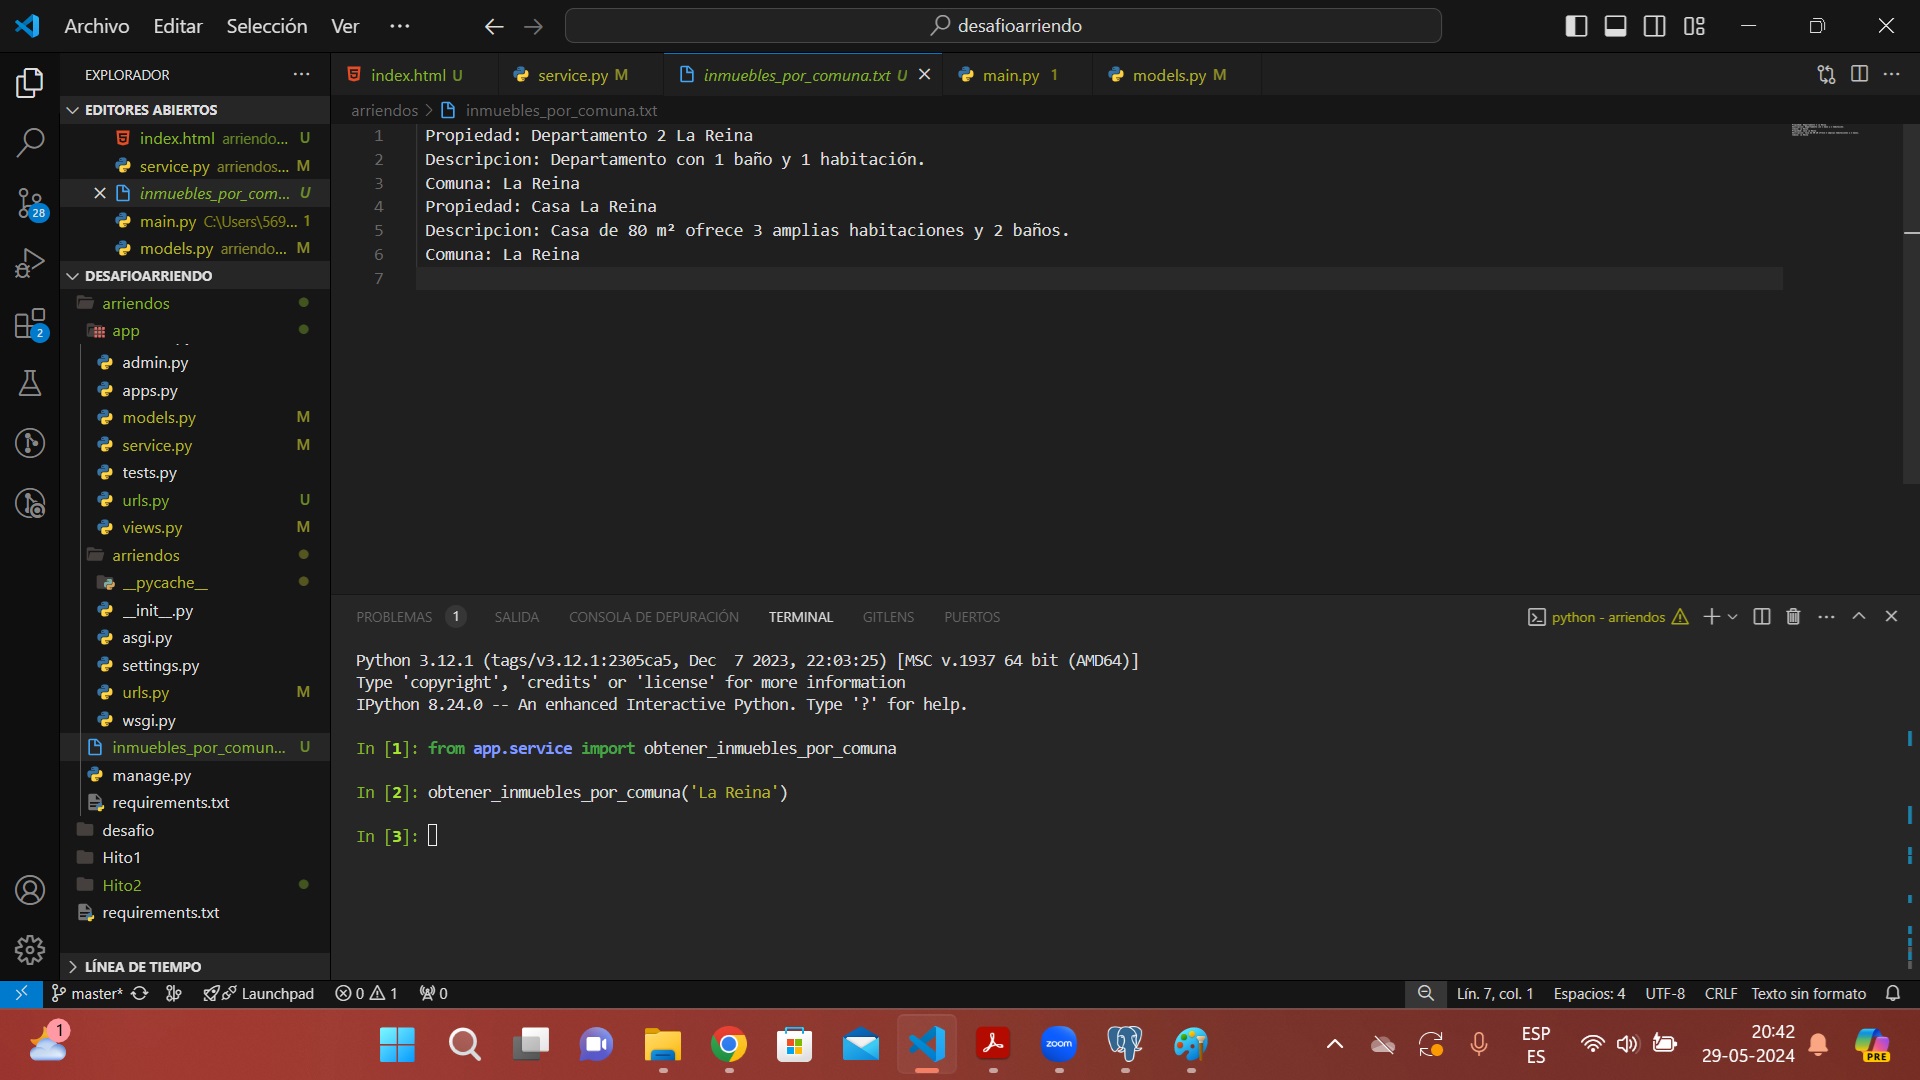 Archivo Editar Selección Ver ···
desafioarriendo
EXPLORADOR ···
index.html U
service.py M
inmuebles_por_comuna.txt U
main.py 1
models.py M
EDITORES ABIERTOS
index.html arriendo... U
service.py arriendos... M
inmuebles_por_com... U
main.py C:\Users\569... 1
models.py arriendo... M
DESAFIOARRIENDO
arriendos
app
admin.py
apps.py
models.py M
service.py M
tests.py
urls.py U
views.py M
arriendos
__pycache__
__init__.py
asgi.py
settings.py
urls.py M
wsgi.py
inmuebles_por_comun... U
manage.py
requirements.txt
desafio
Hito1
Hito2
requirements.txt
LÍNEA DE TIEMPO
28
2
arriendos > inmuebles_por_comuna.txt
1 Propiedad: Departamento 2 La Reina
2 Descripcion: Departamento con 1 baño y 1 habitación.
3 Comuna: La Reina
4 Propiedad: Casa La Reina
5 Descripcion: Casa de 80 m² ofrece 3 amplias habitaciones y 2 baños.
6 Comuna: La Reina
7
PROBLEMAS 1 SALIDA CONSOLA DE DEPURACIÓN TERMINAL GITLENS PUERTOS
python - arriendos
Python 3.12.1 (tags/v3.12.1:2305ca5, Dec  7 2023, 22:03:25) [MSC v.1937 64 bit (AMD64)]
Type 'copyright', 'credits' or 'license' for more information
IPython 8.24.0 -- An enhanced Interactive Python. Type '?' for help.
In [1]: from app.service import obtener_inmuebles_por_comuna
In [2]: obtener_inmuebles_por_comuna('La Reina')
In [3]:
master* Launchpad 0 1 0
Lín. 7, col. 1 Espacios: 4 UTF-8 CRLF Texto sin formato
1
zoom
ESP
ES
20:42
29-05-2024
PRE